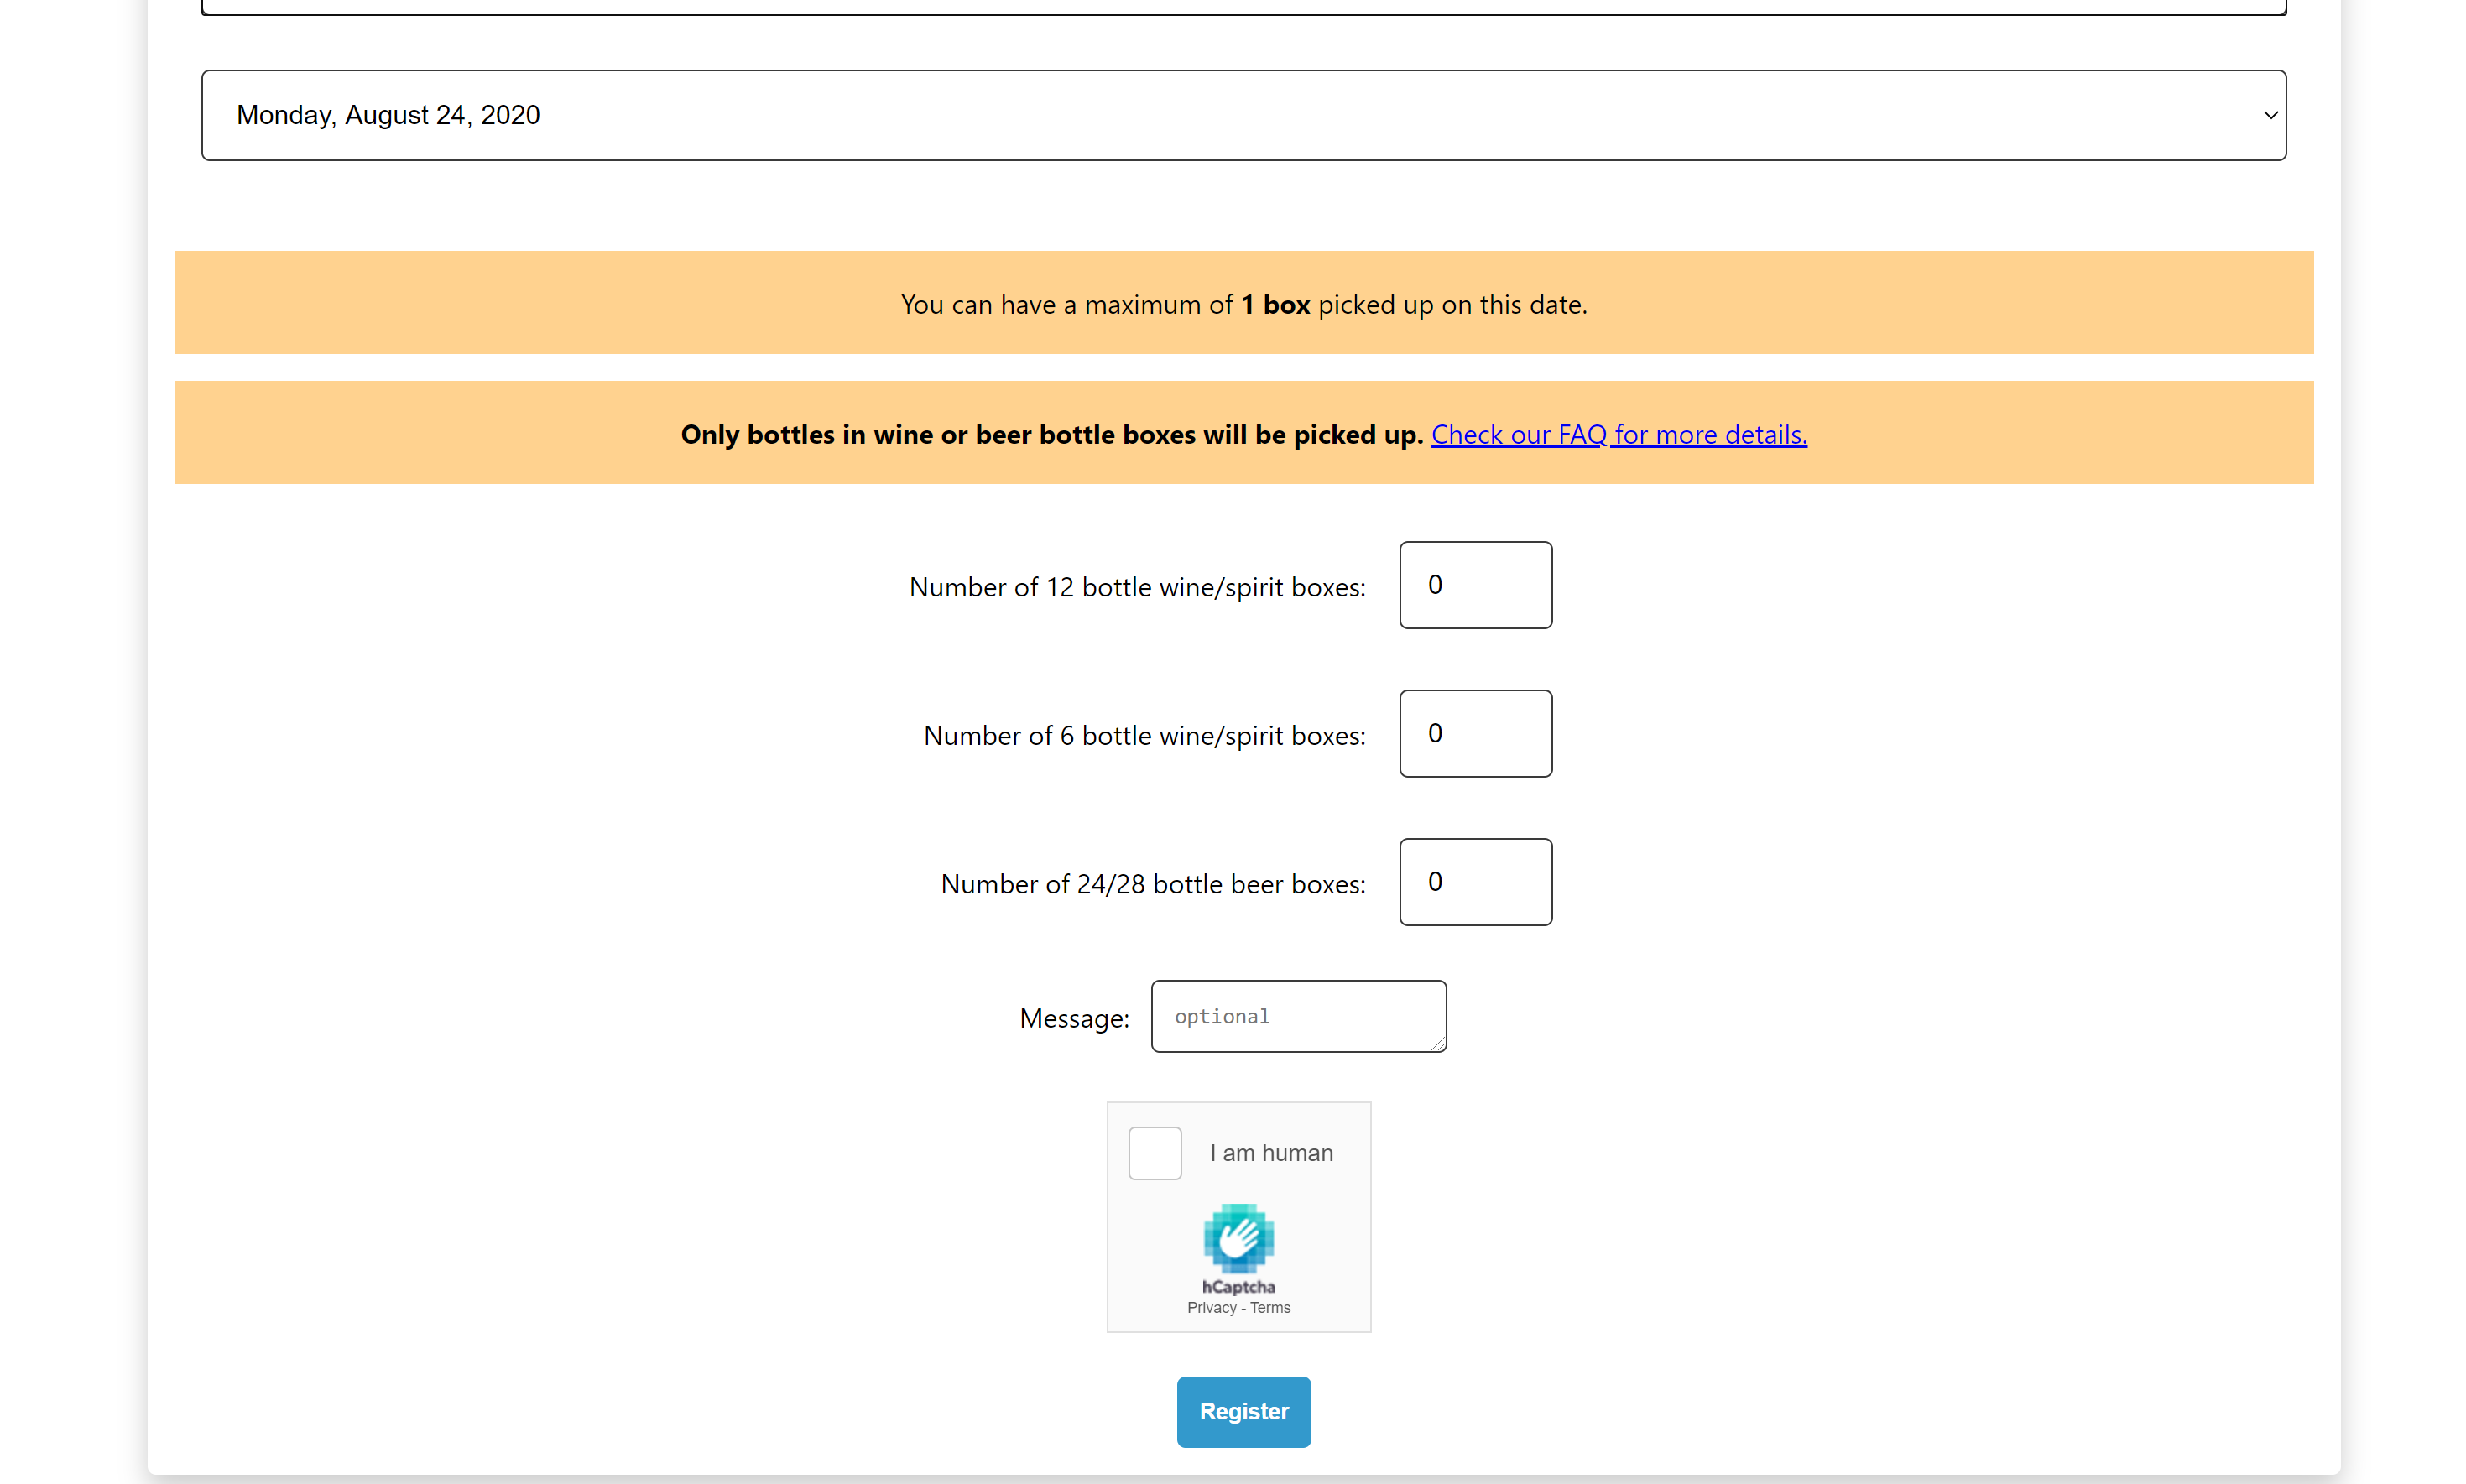 Monday, August 24, 2020
You can have a maximum of 1 box picked up on this date.
Only bottles in wine or beer bottle boxes will be picked up. Check our FAQ for more details.
Number of 12 bottle wine/spirit boxes: 0
Number of 6 bottle wine/spirit boxes: 0
Number of 24/28 bottle beer boxes: 0
Message: optional
I am human
hCaptcha
Privacy - Terms
Register